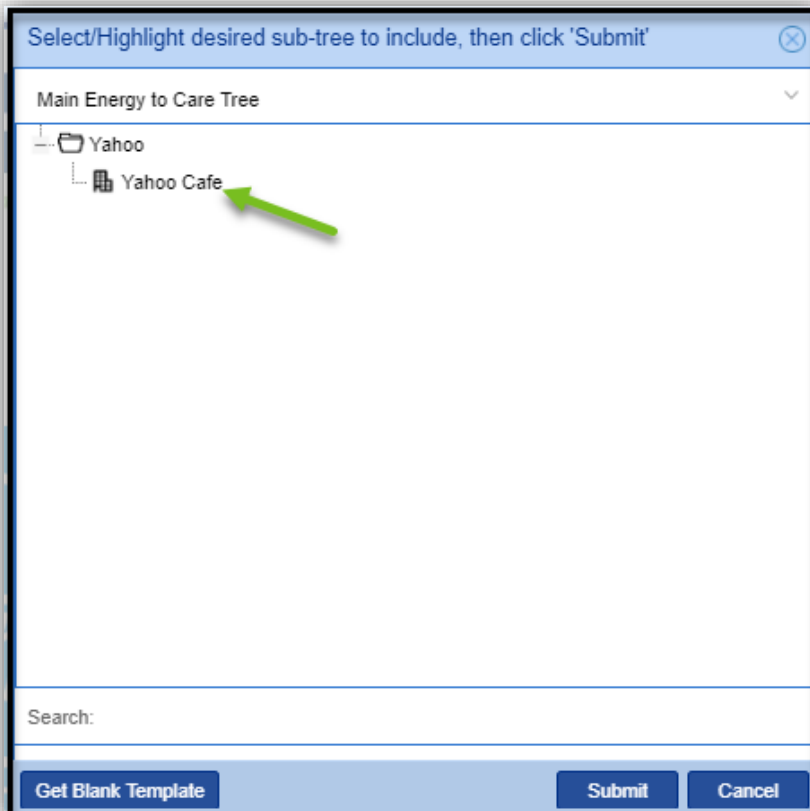 Select/Highlight desired sub-tree to include, then click 'Submit'
Main Energy to Care Tree
Yahoo
Yahoo Cafe
Search:
Get Blank Template Submit Cancel